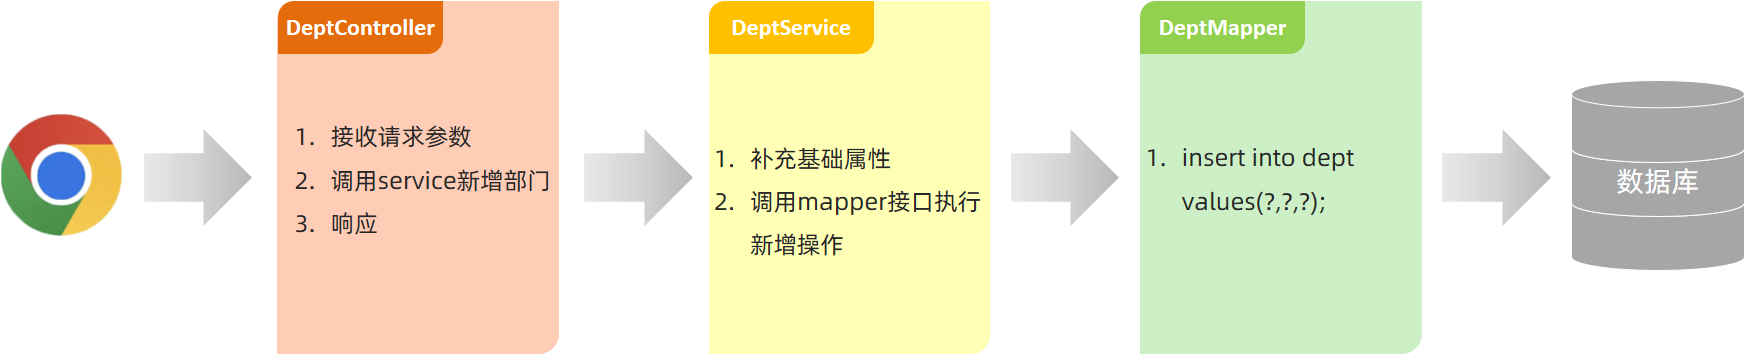 DeptController
1. 接收请求参数
2. 调用service新增部门
3. 响应
DeptService
1. 补充基础属性
2. 调用mapper接口执行
新增操作
DeptMapper
1. insert into dept
values(?,?,?);
数据库